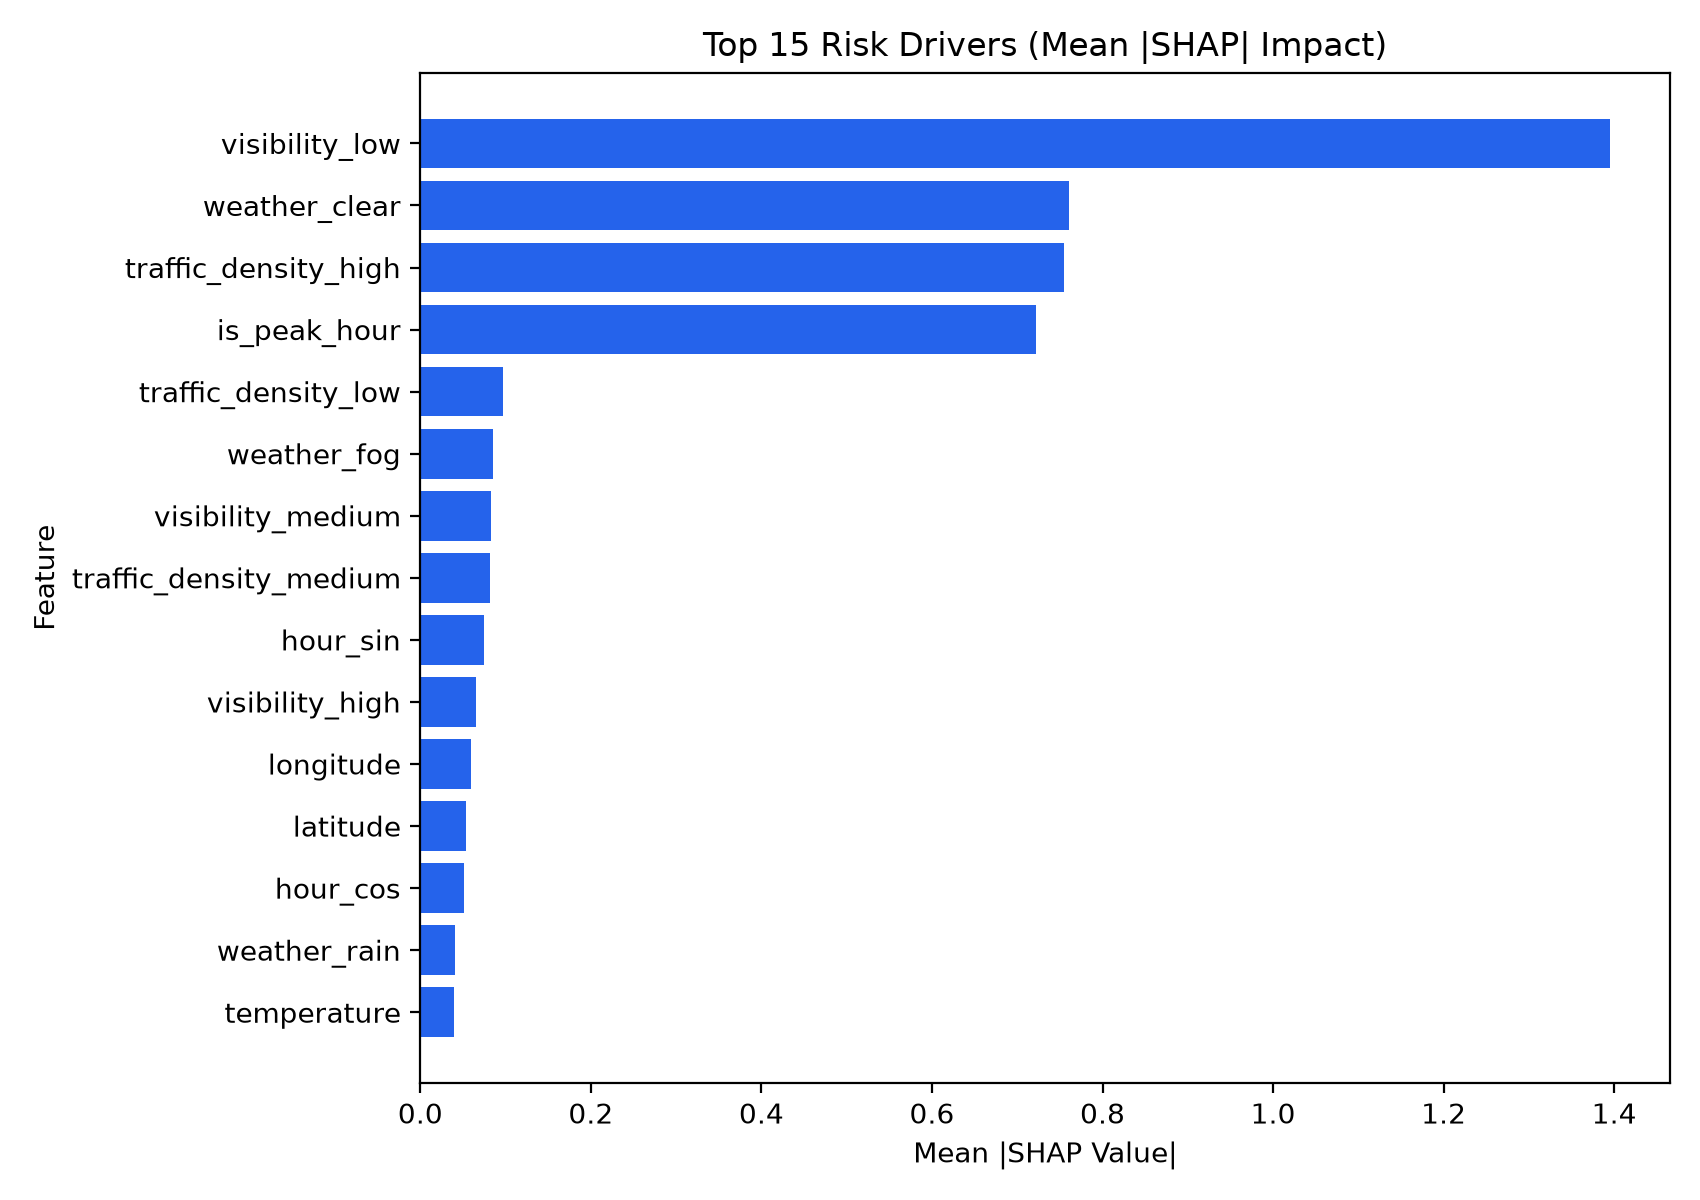 Top 15 Risk Drivers (Mean |SHAP| Impact)
visibility_low
weather_clear
traffic_density_high
is_peak_hour
traffic_density_low
weather_fog
visibility_medium
traffic_density_medium
hour_sin
visibility_high
longitude
latitude
hour_cos
weather_rain
temperature
Feature
0.0 0.2 0.4 0.6 0.8 1.0 1.2 1.4
Mean |SHAP Value|